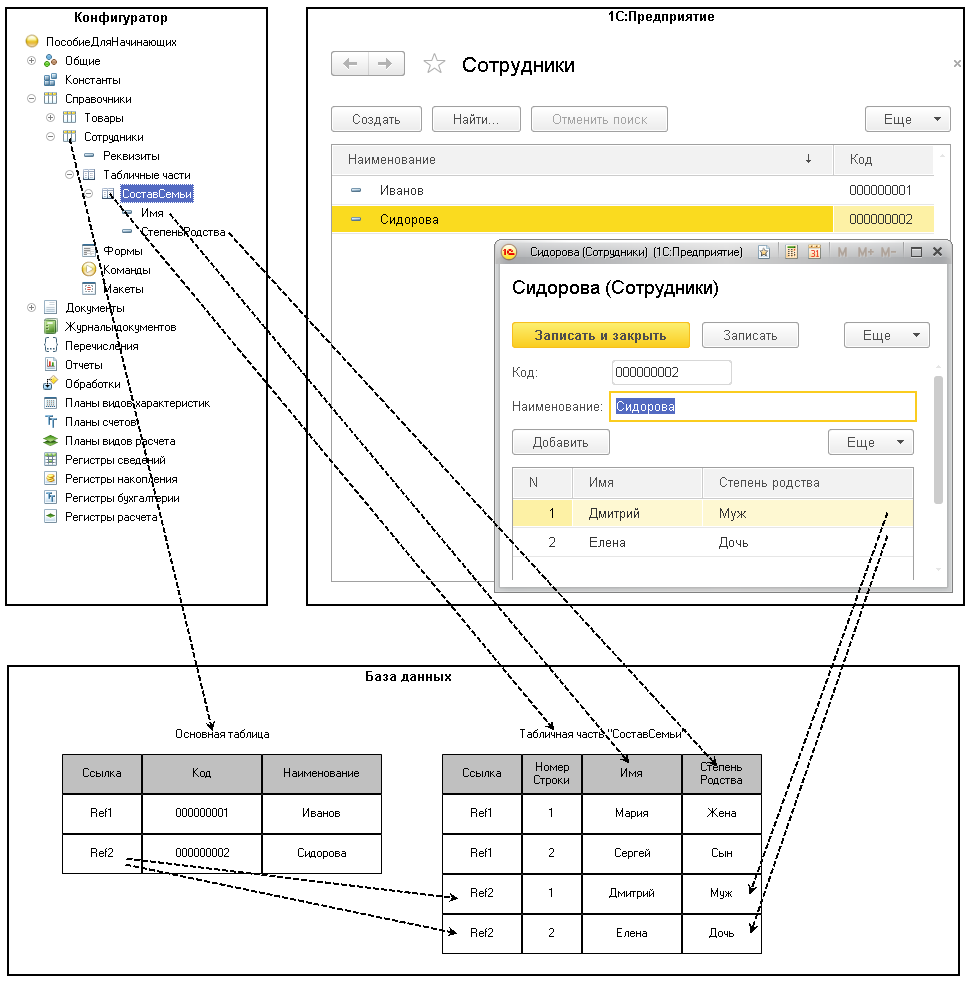 Конфигуратор
ПособиеДляНачинающих
Общие
Константы
Справочники
Товары
Сотрудники
Реквизиты
Табличные части
СоставСемьи
Имя
СтепеньРодства
Формы
Команды
Макеты
Документы
Журналы документов
Перечисления
Отчеты
Обработки
Планы видов характеристик
Планы счетов
Планы видов расчета
Регистры сведений
Регистры накопления
Регистры бухгалтерии
Регистры расчета
1С:Предприятие
Сотрудники
Создать Найти... Отменить поиск Еще
Наименование Код
Иванов 000000001
Сидорова 000000002
Сидорова (Сотрудники) (1С:Предприятие) 31 M M+ M-
Сидорова (Сотрудники)
Записать и закрыть Записать Еще
Код: 000000002
Наименование: Сидорова
Добавить Еще
N Имя Степень родства
1 Дмитрий Муж
2 Елена Дочь
База данных
Основная таблица
Ссылка Код Наименование
Ref1 000000001 Иванов
Ref2 000000002 Сидорова
Табличная часть "СоставСемьи"
Ссылка Номер Строки Имя Степень Родства
Ref1 1 Мария Жена
Ref1 2 Сергей Сын
Ref2 1 Дмитрий Муж
Ref2 2 Елена Дочь